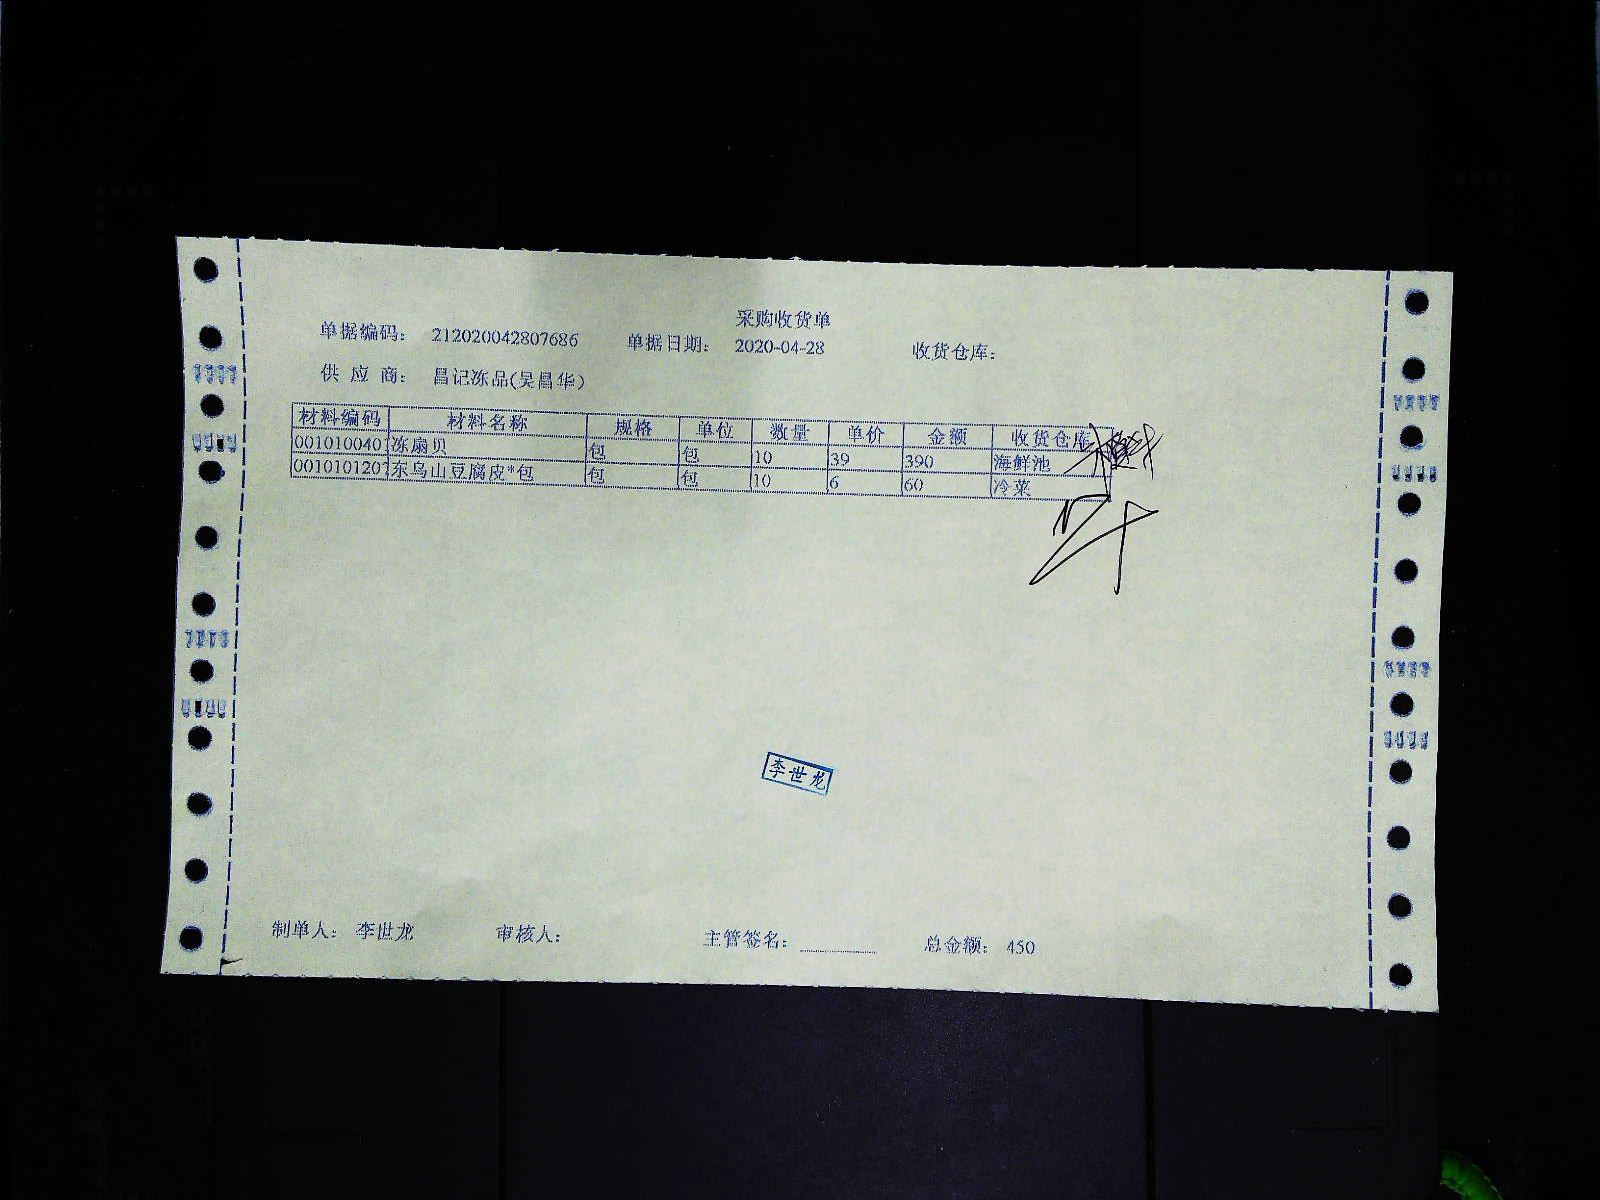 采购收货单
单据编码： 212020042807686 单据日期： 2020-04-28 收货仓库：
供 应 商： 昌记冻品(吴昌华)
材料编码 材料名称 规格 单位 数量 单价 金额 收货仓库
0010100401 冻扇贝 包 包 10 39 390 海鲜池
0010101207 东乌山豆腐皮*包 包 包 10 6 60 冷菜
李世龙
制单人： 李世龙 审核人： 主管签名： 总金额： 450